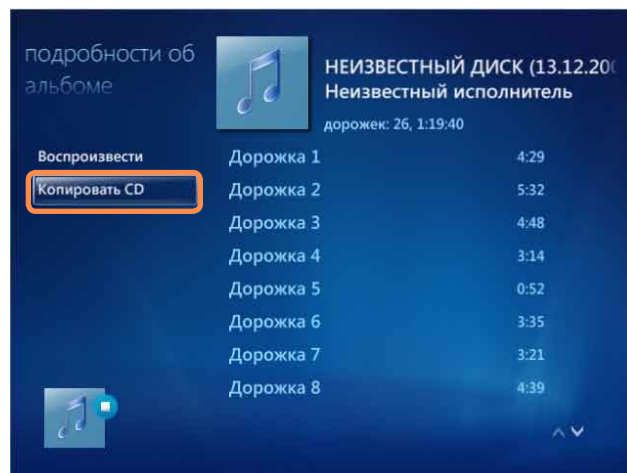 подробности об
альбоме
НЕИЗВЕСТНЫЙ ДИСК (13.12.200
Неизвестный исполнитель
дорожек: 26, 1:19:40
Воспроизвести
Копировать CD
Дорожка 1 4:29
Дорожка 2 5:32
Дорожка 3 4:48
Дорожка 4 3:14
Дорожка 5 0:52
Дорожка 6 3:35
Дорожка 7 3:21
Дорожка 8 4:39